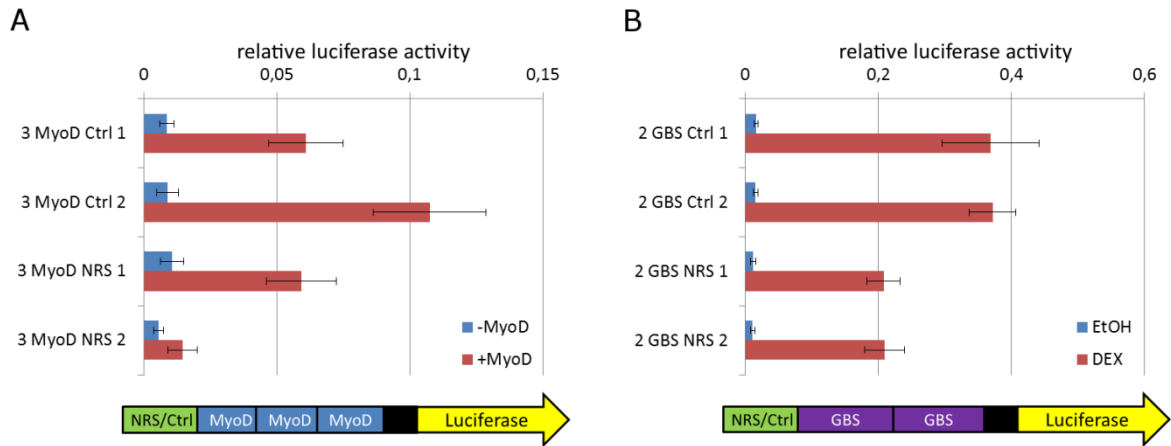 A
relative luciferase activity
0 0,05 0,1 0,15
3 MyoD Ctrl 1
3 MyoD Ctrl 2
3 MyoD NRS 1
3 MyoD NRS 2
-MyoD
+MyoD
NRS/Ctrl MyoD MyoD MyoD Luciferase
B
relative luciferase activity
0 0,2 0,4 0,6
2 GBS Ctrl 1
2 GBS Ctrl 2
2 GBS NRS 1
2 GBS NRS 2
EtOH
DEX
NRS/Ctrl GBS GBS Luciferase